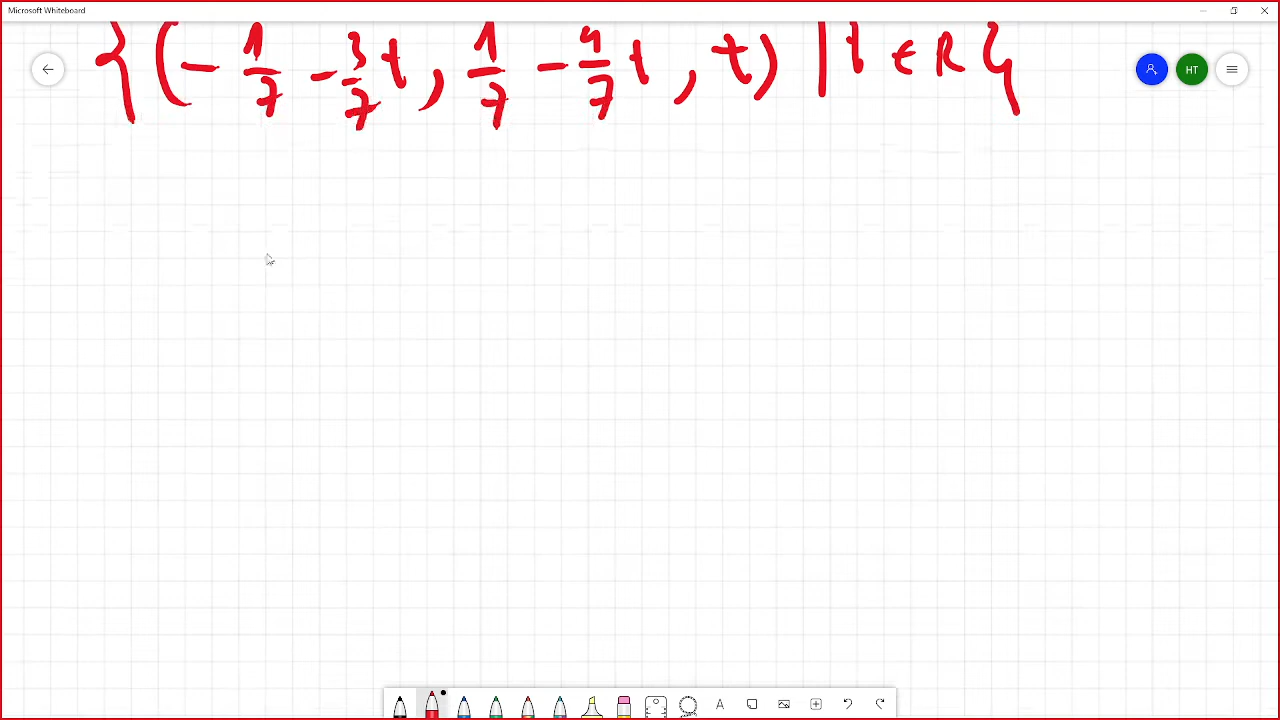 Microsoft Whiteboard
{(-1/7 - 3/7 t, 1/7 - 4/7 t, t) | t ∈ R}
HT
A